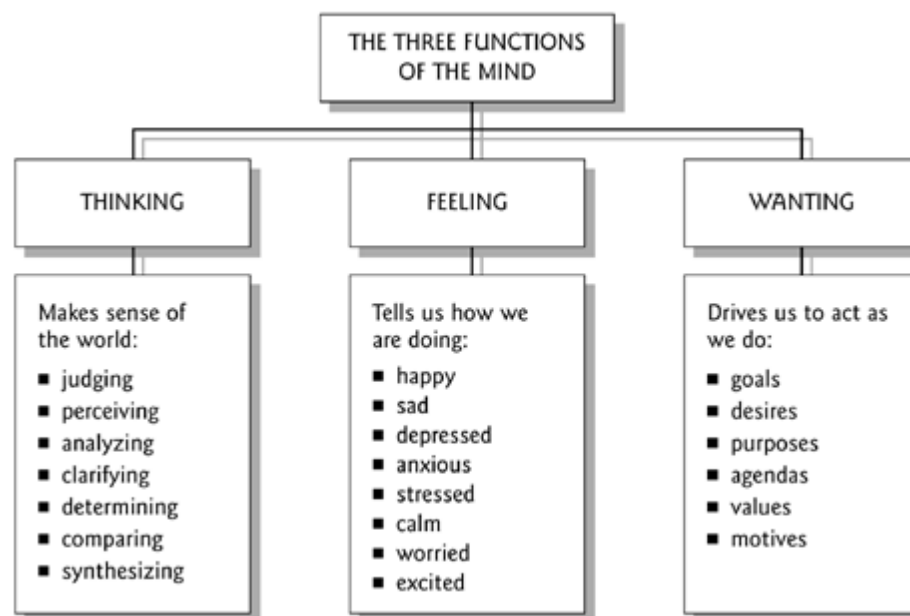 THE THREE FUNCTIONS
OF THE MIND
THINKING
FEELING
WANTING
Makes sense of
the world:
■ judging
■ perceiving
■ analyzing
■ clarifying
■ determining
■ comparing
■ synthesizing
Tells us how we
are doing:
■ happy
■ sad
■ depressed
■ anxious
■ stressed
■ calm
■ worried
■ excited
Drives us to act as
we do:
■ goals
■ desires
■ purposes
■ agendas
■ values
■ motives